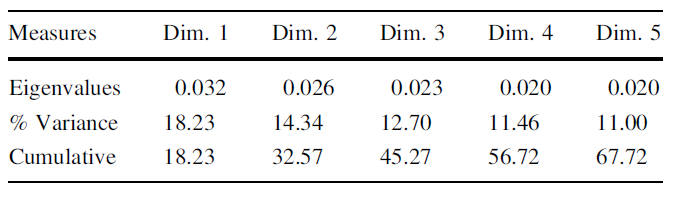 Measures Dim. 1 Dim. 2 Dim. 3 Dim. 4 Dim. 5
Eigenvalues 0.032 0.026 0.023 0.020 0.020
% Variance 18.23 14.34 12.70 11.46 11.00
Cumulative 18.23 32.57 45.27 56.72 67.72